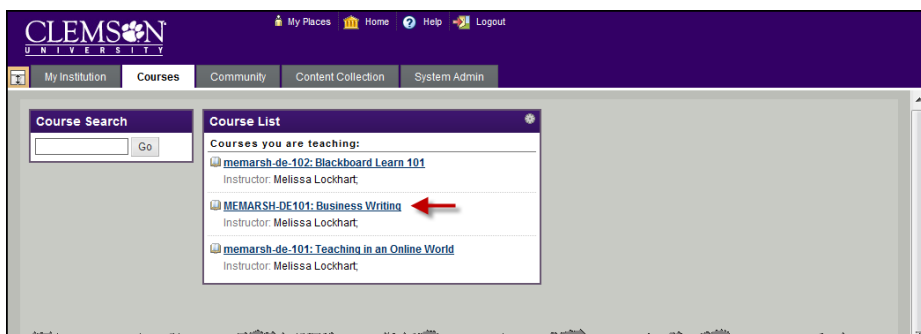 CLEMSON
UNIVERSITY
My Places Home Help Logout
My Institution Courses Community Content Collection System Admin
Course Search
Go
Course List
Courses you are teaching:
memarsh-de-102: Blackboard Learn 101
Instructor: Melissa Lockhart;
MEMARSH-DE101: Business Writing
Instructor: Melissa Lockhart;
memarsh-de-101: Teaching in an Online World
Instructor: Melissa Lockhart;